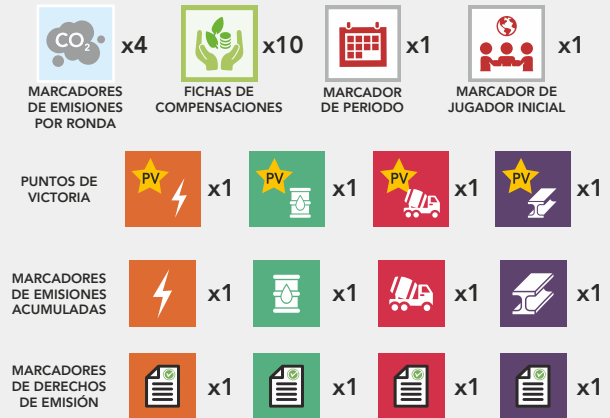 CO2 x4 x10 x1 x1
MARCADORES
DE EMISIONES
POR RONDA
FICHAS DE
COMPENSACIONES
MARCADOR
DE PERIODO
MARCADOR DE
JUGADOR INICIAL
PUNTOS DE
VICTORIA
PV x1 PV x1 PV x1 PV x1
MARCADORES
DE EMISIONES
ACUMULADAS
x1 x1 x1 x1
MARCADORES
DE DERECHOS
DE EMISIÓN
x1 x1 x1 x1